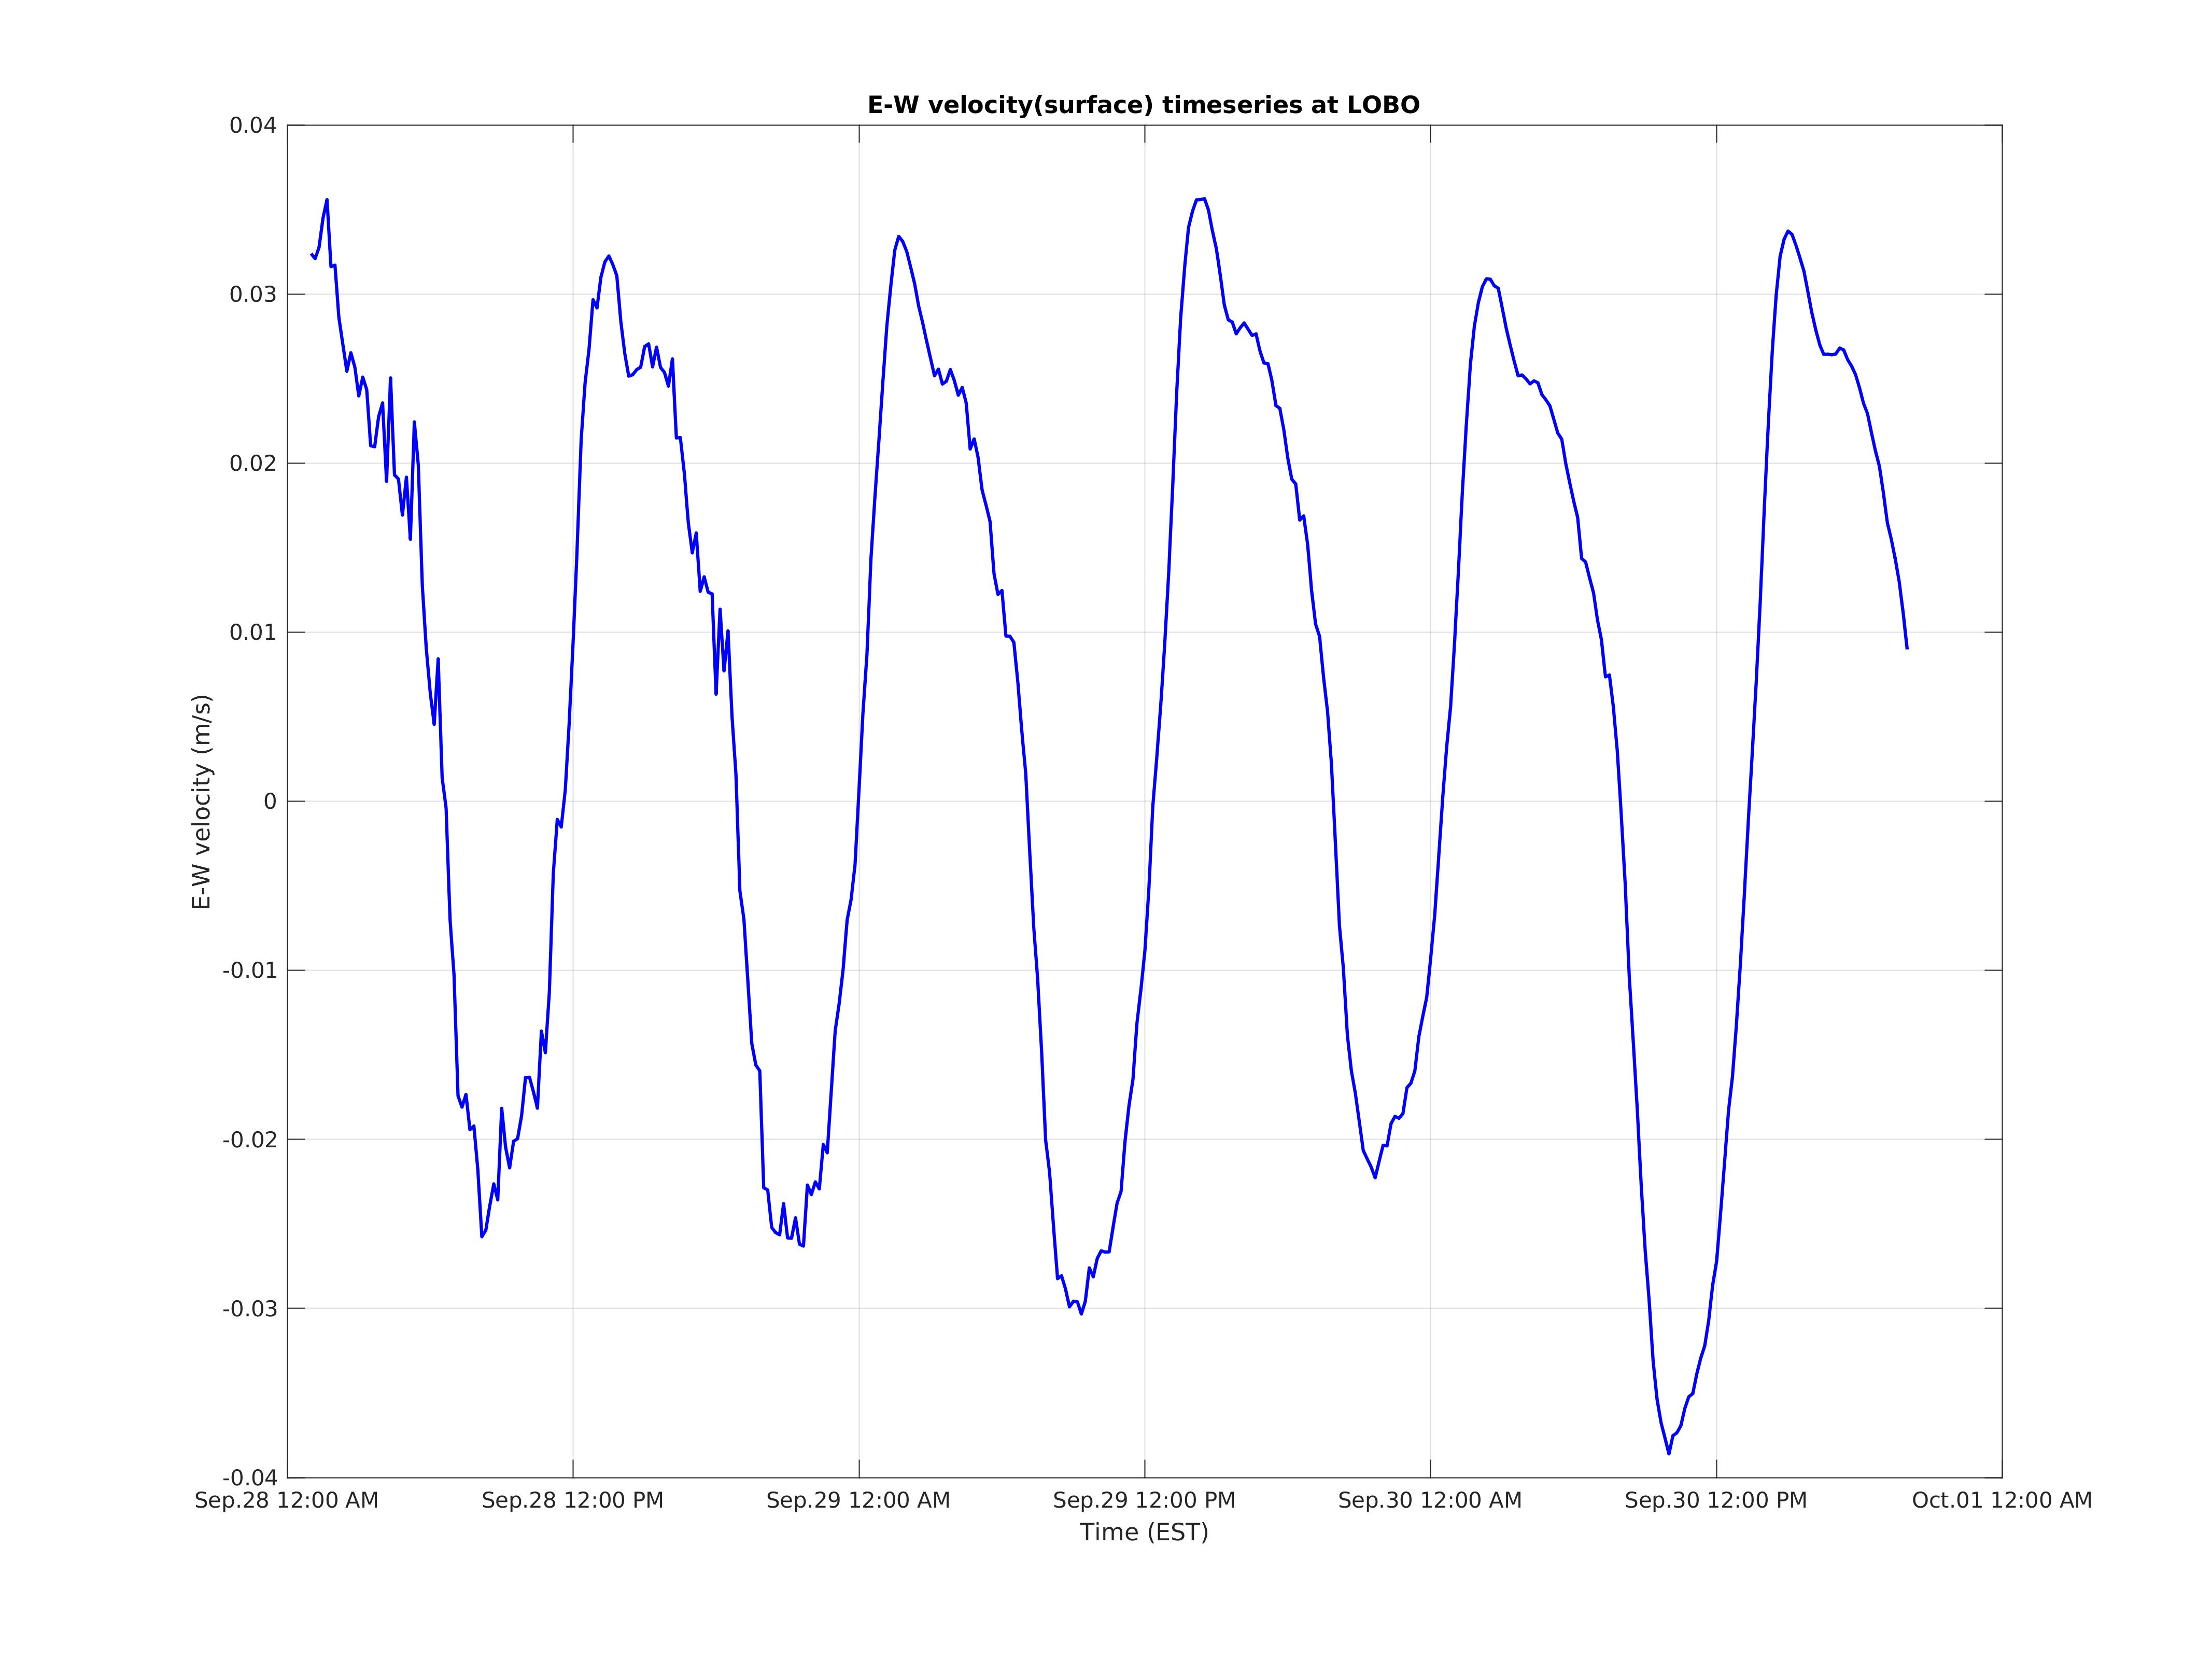 E-W velocity(surface) timeseries at LOBO
0.04
0.03
0.02
0.01
0
-0.01
-0.02
-0.03
-0.04
E-W velocity (m/s)
Sep.28 12:00 AM
Sep.28 12:00 PM
Sep.29 12:00 AM
Sep.29 12:00 PM
Sep.30 12:00 AM
Sep.30 12:00 PM
Oct.01 12:00 AM
Time (EST)